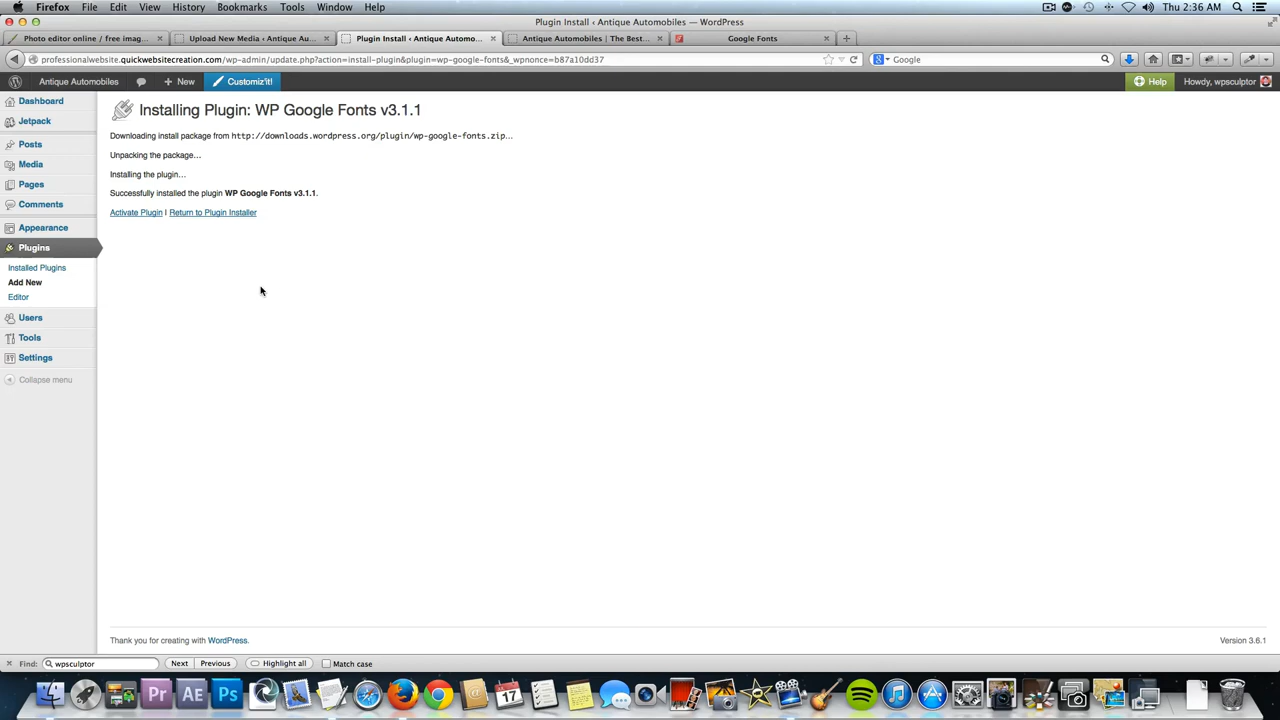 Firefox File Edit View History Bookmarks Tools Window Help Thu 2:36 AM
Plugin Install ‹ Antique Automobiles — WordPress
Photo editor online / free imag... Upload New Media ‹ Antique Au... Plugin Install ‹ Antique Automo... Antique Automobiles | The Best... Google Fonts
professionalwebsite.quickwebsitecreation.com/wp-admin/update.php?action=install-plugin&plugin=wp-google-fonts&_wpnonce=b87a10dd37 Google
Antique Automobiles New Customiz'it! Help Howdy, wpsculptor
Dashboard
Jetpack
Posts
Media
Pages
Comments
Appearance
Plugins
Installed Plugins
Add New
Editor
Users
Tools
Settings
Collapse menu
Installing Plugin: WP Google Fonts v3.1.1
Downloading install package from http://downloads.wordpress.org/plugin/wp-google-fonts.zip…
Unpacking the package…
Installing the plugin…
Successfully installed the plugin WP Google Fonts v3.1.1.
Activate Plugin | Return to Plugin Installer
Thank you for creating with WordPress. Version 3.6.1
Find: wpsculptor Next Previous Highlight all Match case
Pr Ae Ps 17